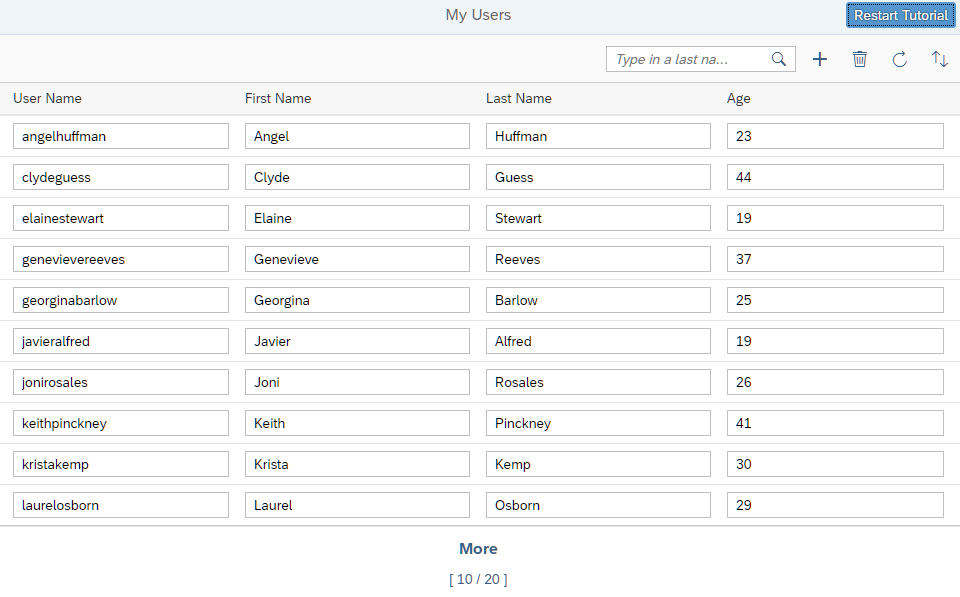 My Users
Restart Tutorial
Type in a last na...
User Name First Name Last Name Age
angelhuffman Angel Huffman 23
clydeguess Clyde Guess 44
elainestewart Elaine Stewart 19
genevievereeves Genevieve Reeves 37
georginabarlow Georgina Barlow 25
javieralfred Javier Alfred 19
jonirosales Joni Rosales 26
keithpinckney Keith Pinckney 41
kristakemp Krista Kemp 30
laurelosborn Laurel Osborn 29
More
[ 10 / 20 ]